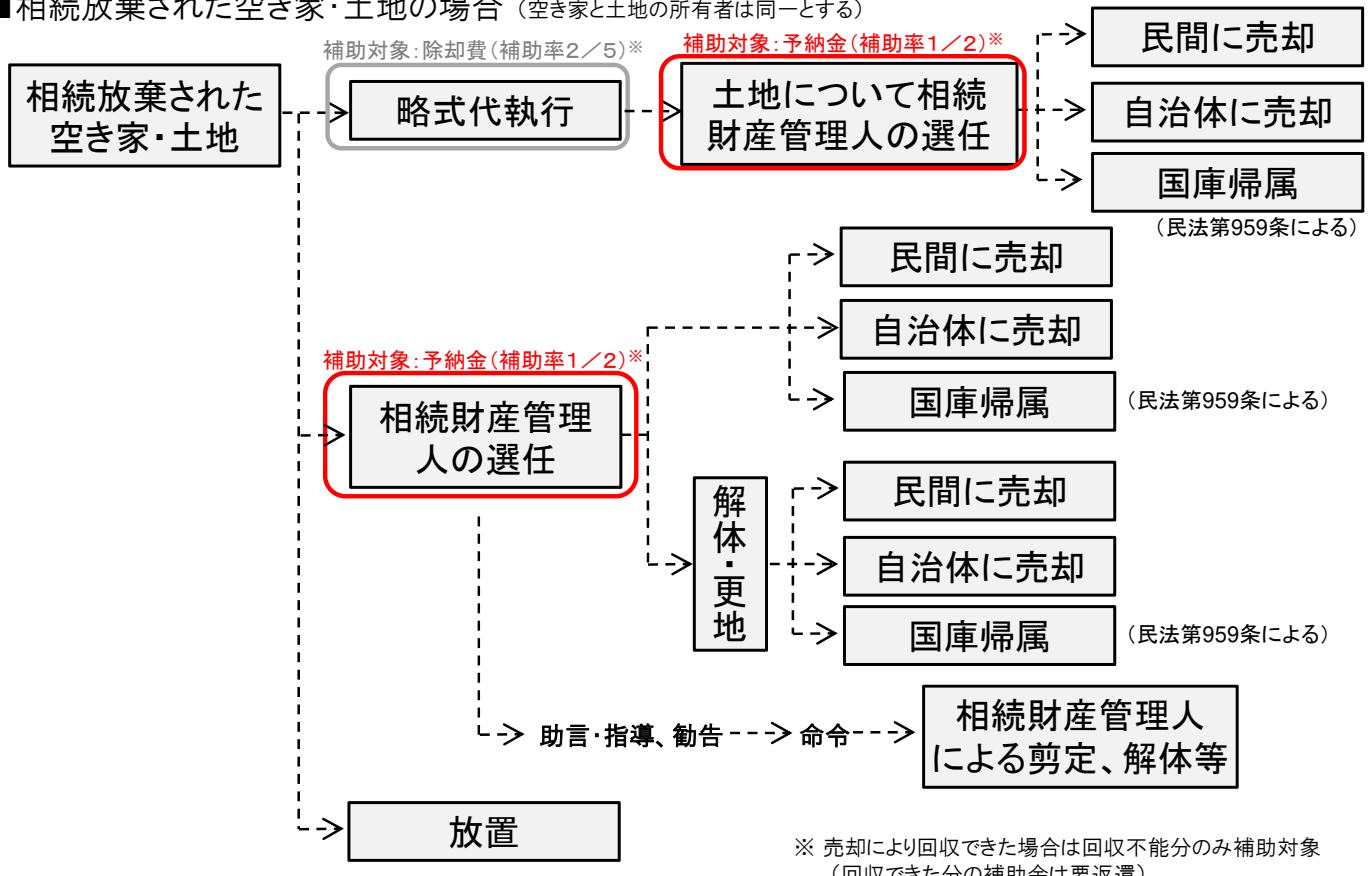 ■相続放棄された空き家・土地の場合（空き家と土地の所有者は同一とする）
補助対象：除却費（補助率2／5）※
補助対象：予納金（補助率1／2）※
相続放棄された
空き家・土地
略式代執行
土地について相続
財産管理人の選任
民間に売却
自治体に売却
国庫帰属
（民法第959条による）
補助対象：予納金（補助率1／2）※
相続財産管理
人の選任
民間に売却
自治体に売却
国庫帰属
（民法第959条による）
解体・更地
民間に売却
自治体に売却
国庫帰属
（民法第959条による）
助言・指導、勧告
命令
相続財産管理人
による剪定、解体等
放置
※ 売却により回収できた場合は回収不能分のみ補助対象
（回収できた分の補助金は要返還）